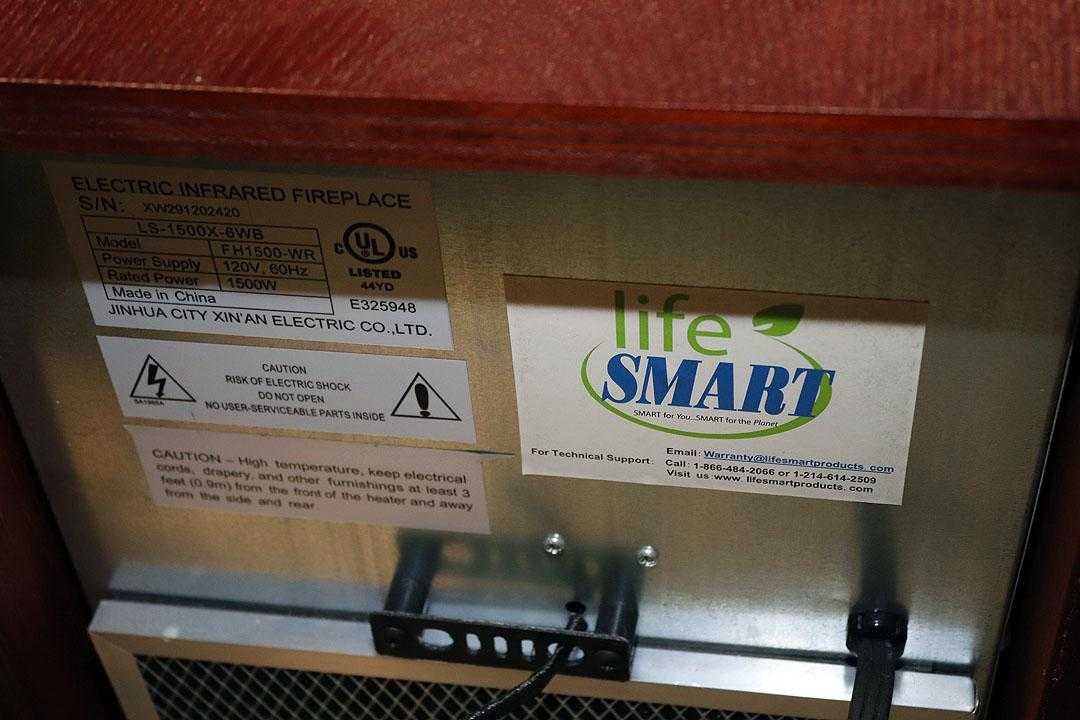 ELECTRIC INFRARED FIREPLACE
S/N: XW291202420
LS-1500X-6WB
Model FH1500-WR
Power Supply 120V, 60Hz
Rated Power 1500W
Made in China
C UL US
LISTED
44YD
E325948
JINHUA CITY XIN'AN ELECTRIC CO.,LTD.
CAUTION
RISK OF ELECTRIC SHOCK
DO NOT OPEN
NO USER-SERVICEABLE PARTS INSIDE
CAUTION – High temperature, keep electrical
cords, drapery, and other furnishings at least 3
feet (0.9m) from the front of the heater and away
from the side and rear
life
SMART
SMART for You...SMART for the Planet
For Technical Support: Email: Warranty@lifesmartproducts.com
Call: 1-866-484-2066 or 1-214-614-2509
Visit us:www. lifesmartproducts. com